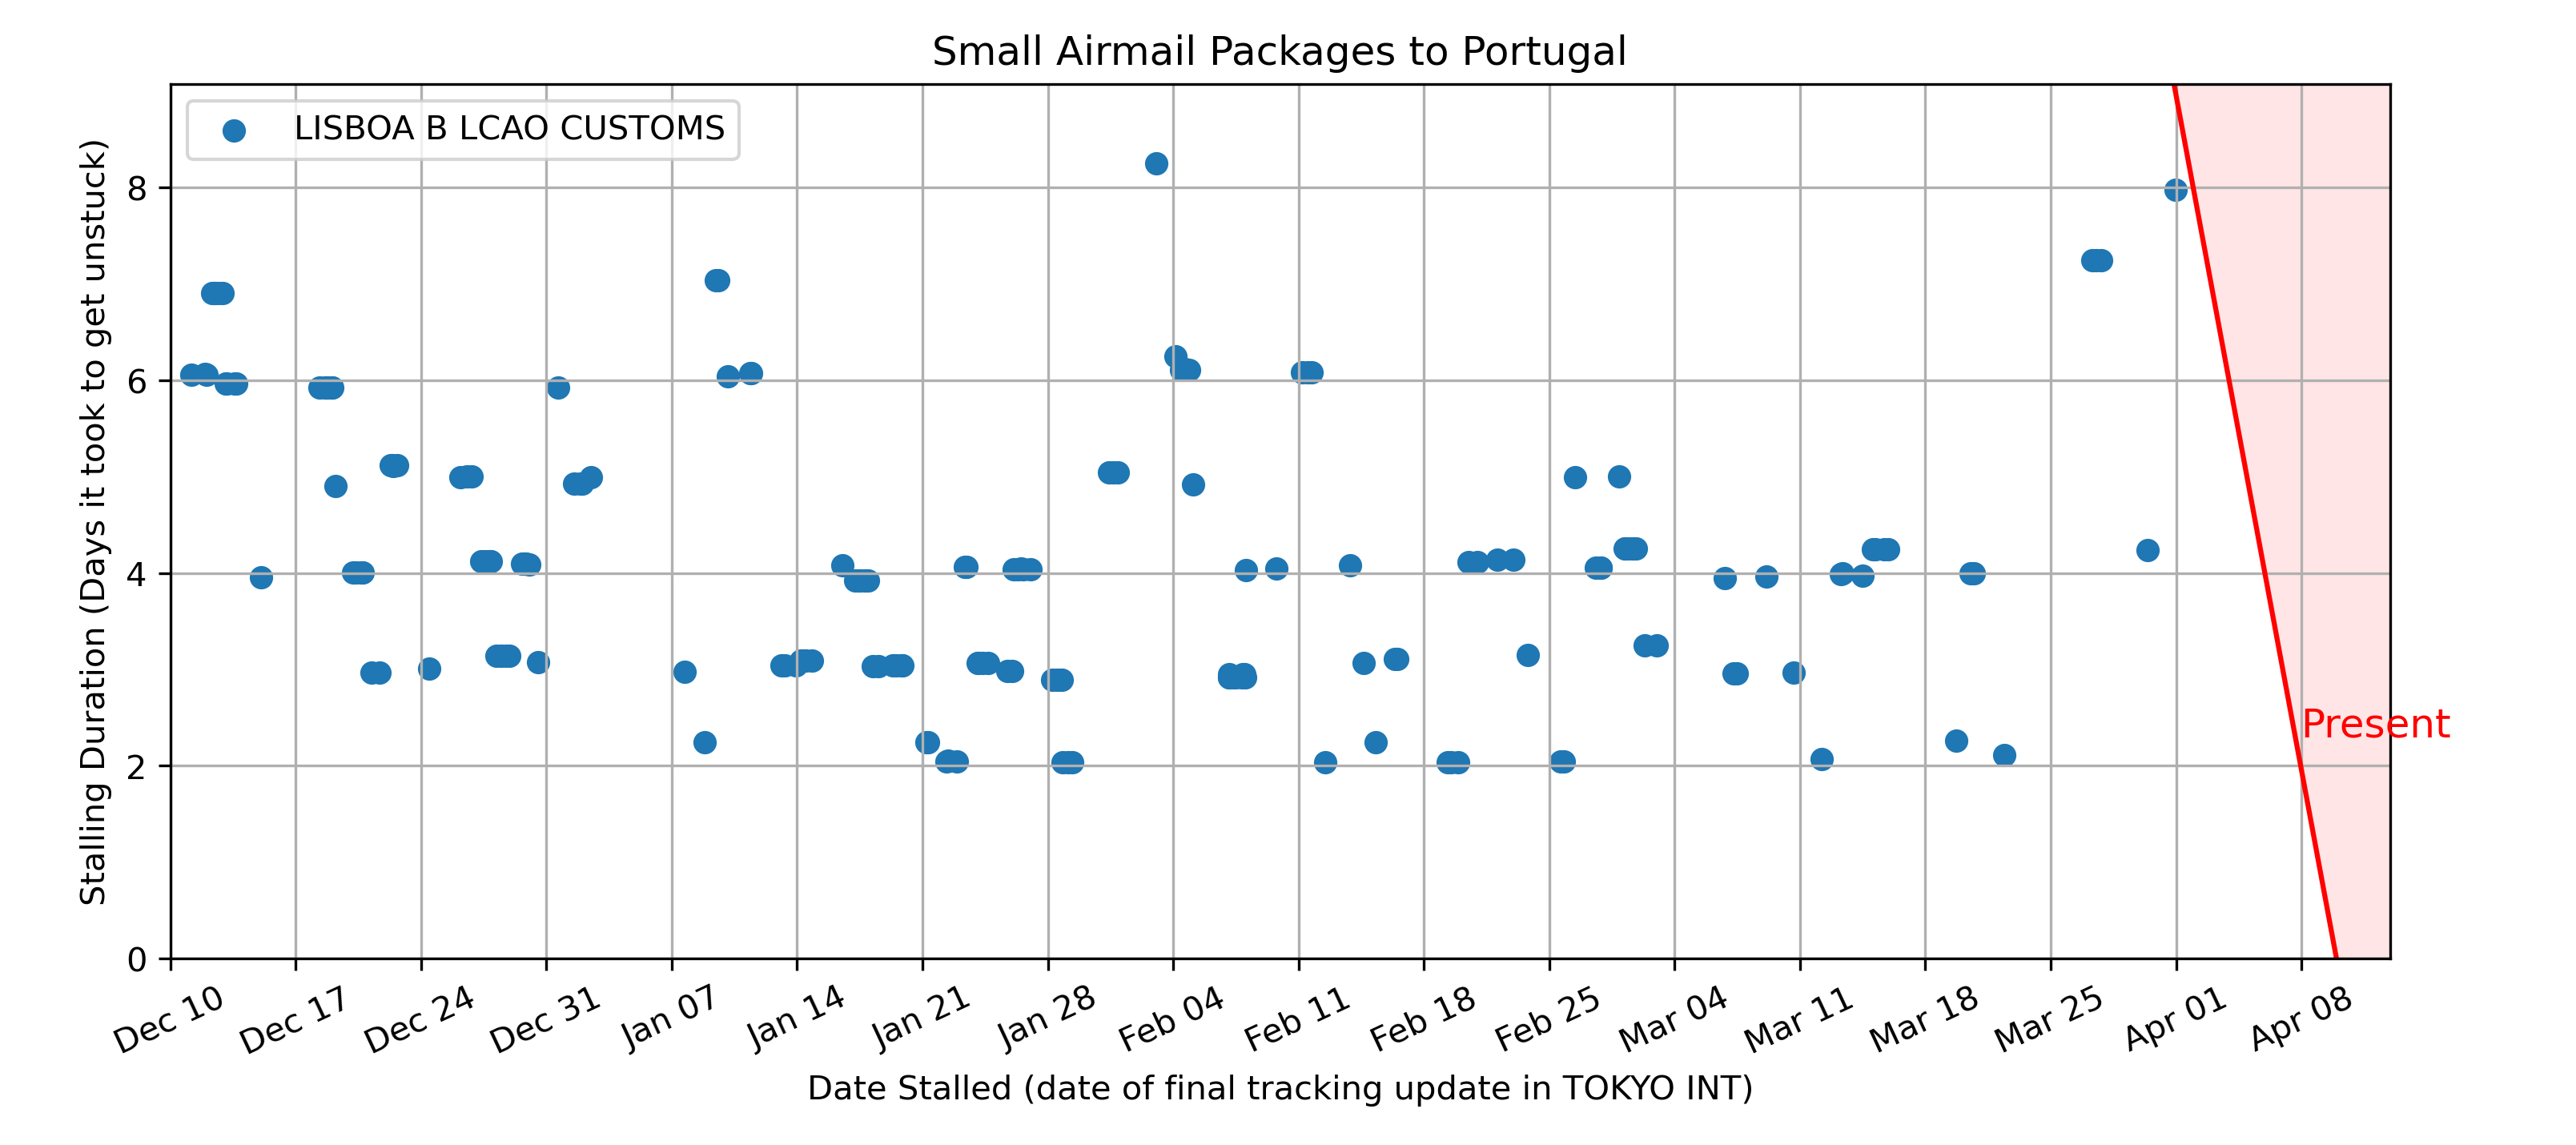 Small Airmail Packages to Portugal
LISBOA B LCAO CUSTOMS
Stalling Duration (Days it took to get unstuck)
8
6
4
2
0
Present
Dec 10
Dec 17
Dec 24
Dec 31
Jan 07
Jan 14
Jan 21
Jan 28
Feb 04
Feb 11
Feb 18
Feb 25
Mar 04
Mar 11
Mar 18
Mar 25
Apr 01
Apr 08
Date Stalled (date of final tracking update in TOKYO INT)